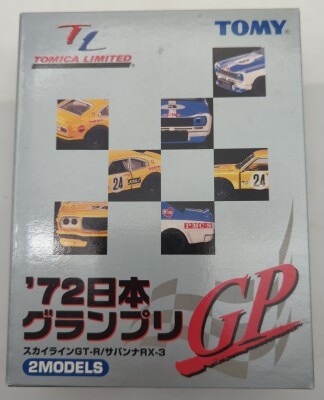 TL
TOMICA LIMITED
TOMY
24
24
'72日本
グランプリ
GP
スカイラインGT-R/サバンナRX-3
2MODELS